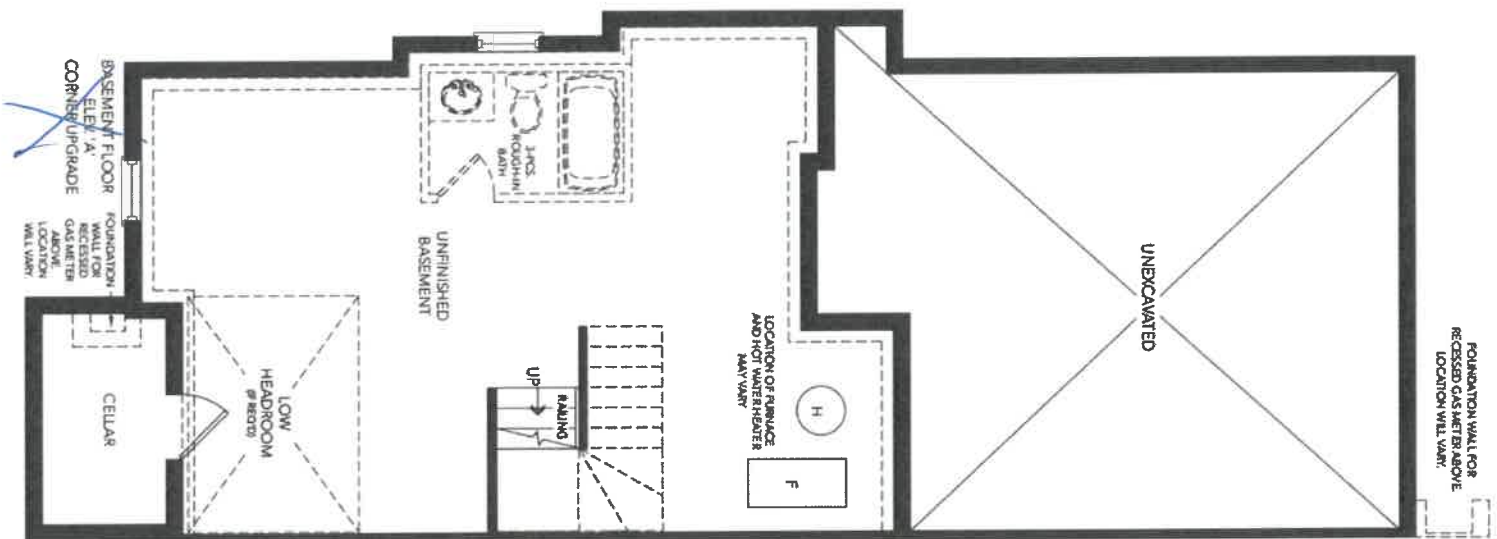 FOUNDATION WALL FOR
RECESSED GAS METER ABOVE.
LOCATION WILL VARY.
UNEXCAVATED
LOCATION OF FURNACE
AND HOT WATER HEATER
MAY VARY
H
F
3-PCS.
ROUGH-IN
BATH
UNFINISHED
BASEMENT
UP
RAILING
LOW
HEADROOM
(IF REQ'D)
CELLAR
FOUNDATION
WALL FOR
RECESSED
GAS METER
ABOVE.
LOCATION
WILL VARY.
BASEMENT FLOOR
ELEV. 'A'
CORNER UPGRADE